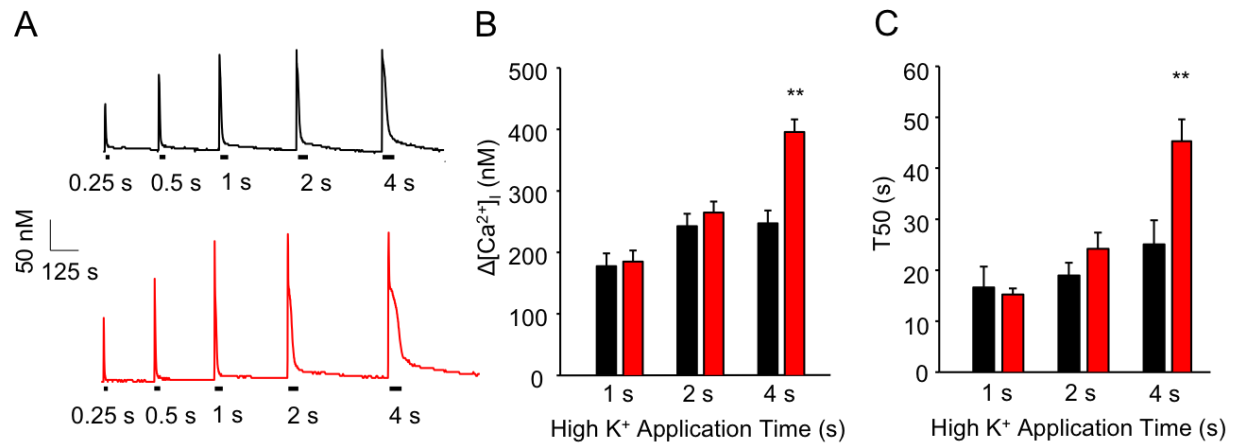 A
0.25 s 0.5 s 1 s 2 s 4 s
50 nM
125 s
0.25 s 0.5 s 1 s 2 s 4 s
B
Δ[Ca²⁺]ᵢ (nM)
500
400
300
200
100
0
**
1 s 2 s 4 s
High K⁺ Application Time (s)
C
T50 (s)
60
50
40
30
20
10
0
**
1 s 2 s 4 s
High K⁺ Application Time (s)